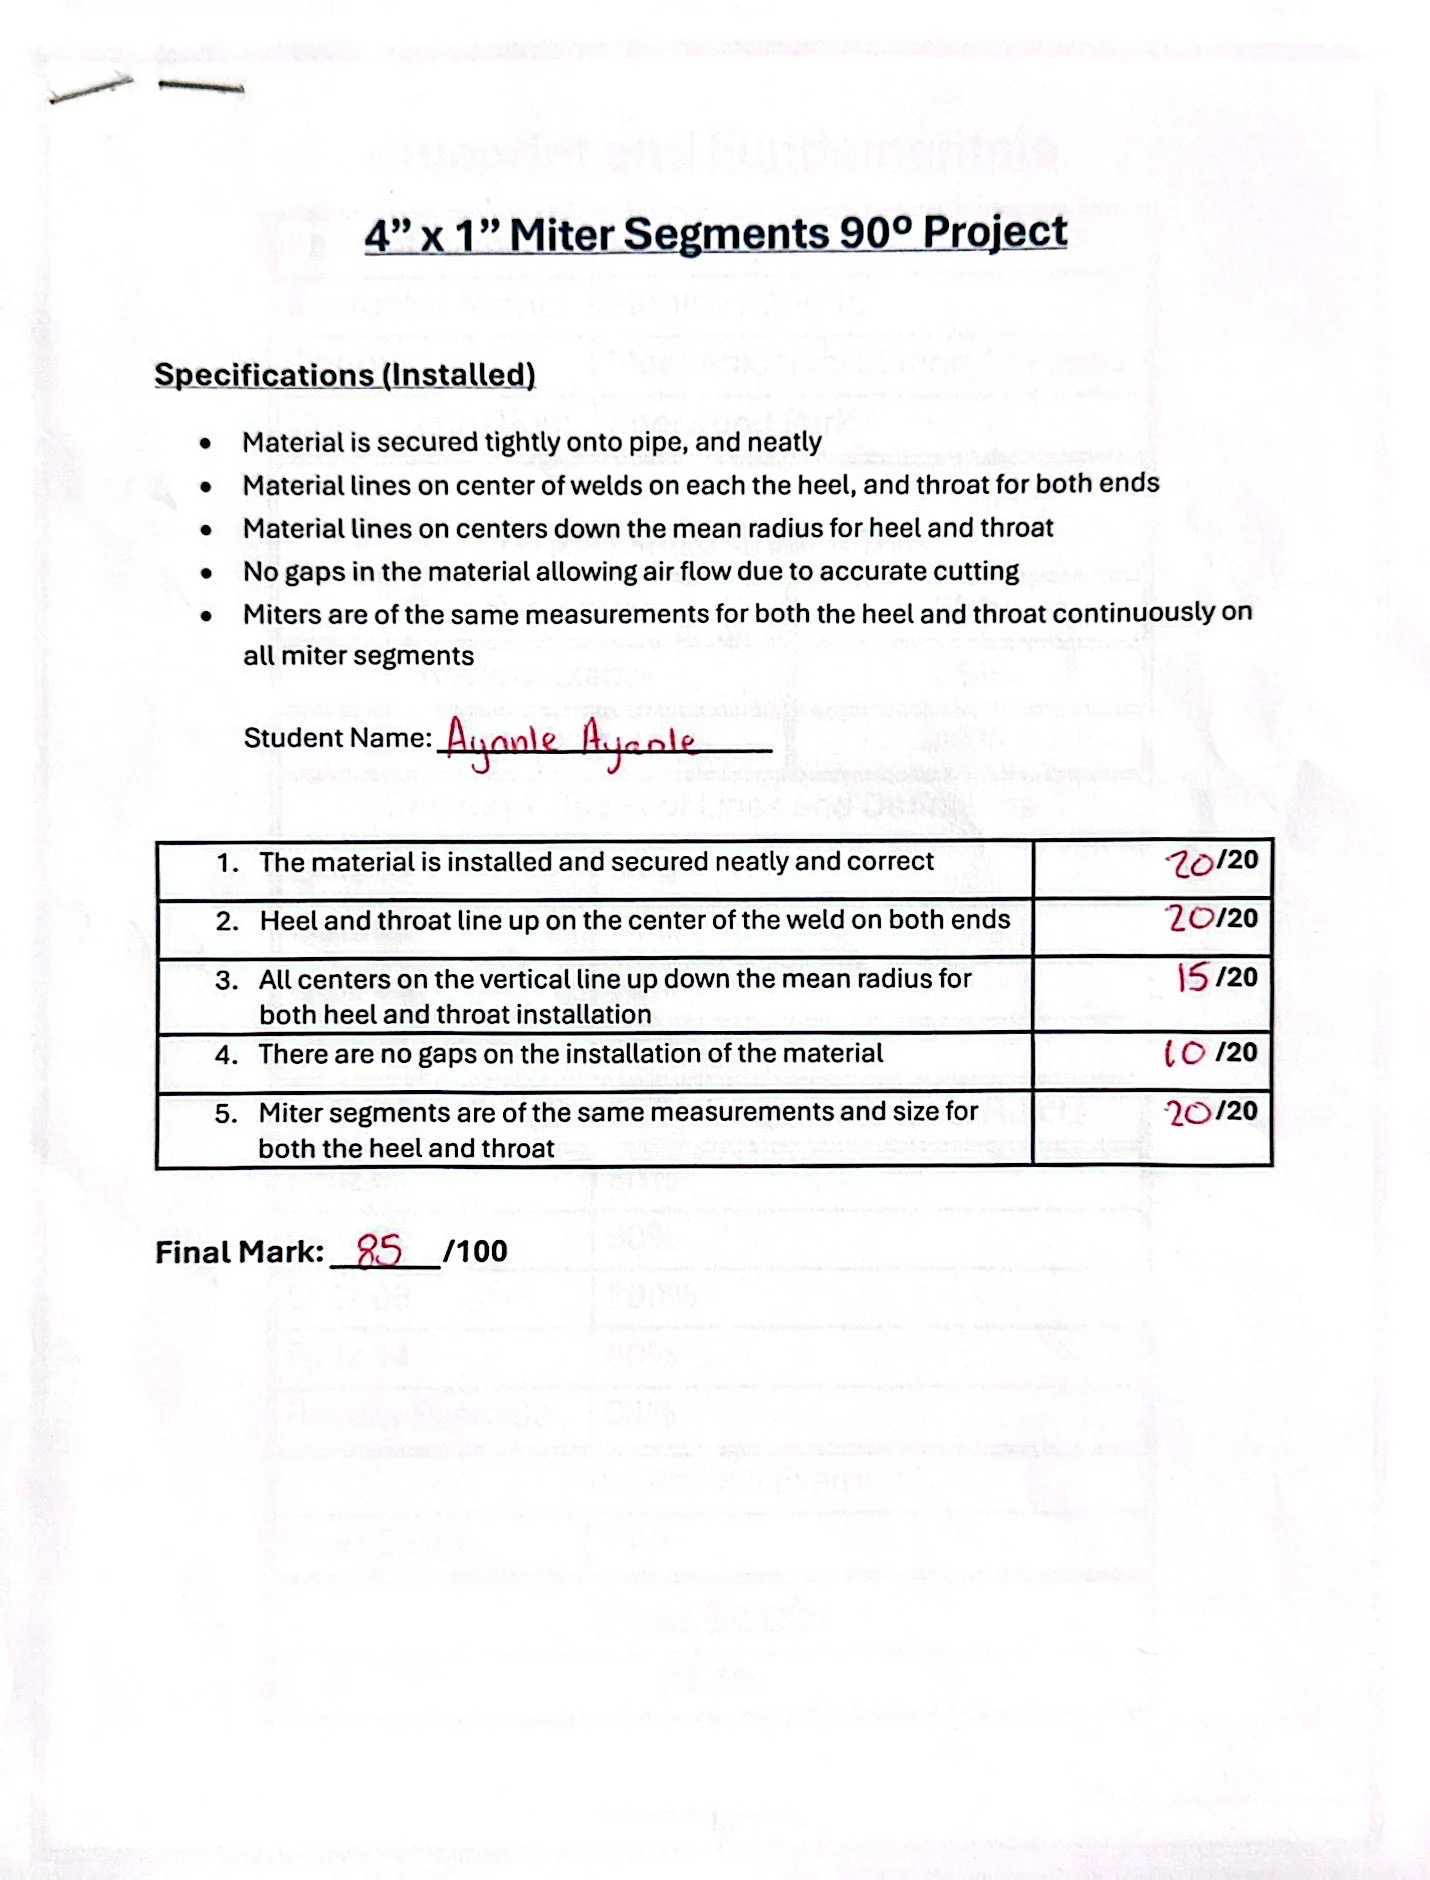 4” x 1” Miter Segments 90⁰ Project
Specifications (Installed)
• Material is secured tightly onto pipe, and neatly
• Material lines on center of welds on each the heel, and throat for both ends
• Material lines on centers down the mean radius for heel and throat
• No gaps in the material allowing air flow due to accurate cutting
• Miters are of the same measurements for both the heel and throat continuously on
all miter segments
Student Name: Ayanle Ayanle
1. The material is installed and secured neatly and correct 20/20
2. Heel and throat line up on the center of the weld on both ends 20/20
3. All centers on the vertical line up down the mean radius for 15/20
both heel and throat installation
4. There are no gaps on the installation of the material 10/20
5. Miter segments are of the same measurements and size for 20/20
both the heel and throat
Final Mark: 85 /100